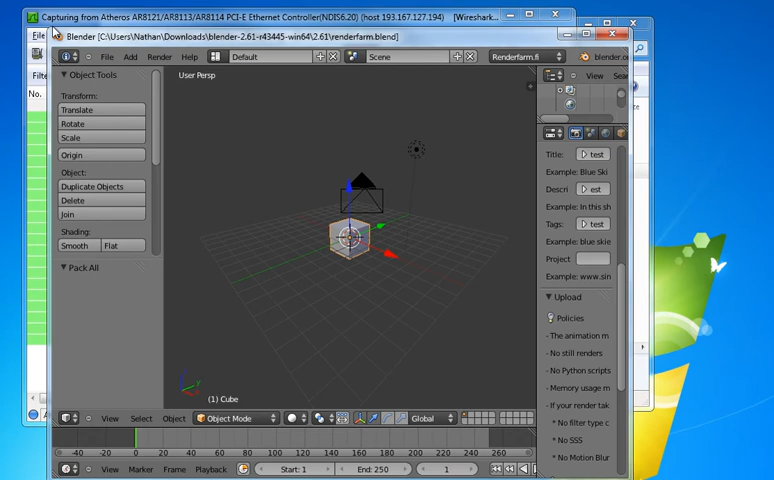 Capturing from Atheros AR8121/AR8113/AR8114 PCI-E Ethernet Controller(NDIS6.20) (host 193.167.127.194) [Wireshark...
File
Blender [C:\Users\Nathan\Downloads\blender-2.61-r43445-win64\2.61\renderfarm.blend]
File Add Render Help Default Scene Renderfarm.fi blender.or
Filte
No.
Object Tools
User Persp
View Sear
Transform:
Translate
Rotate
Scale
Origin
Object:
Duplicate Objects
Delete
Join
Shading:
Smooth Flat
Pack All
Title: test
Example: Blue Ski
Descri est
Example: In this sh
Tags: test
Example: blue skie
Project
Example: www.sin
Upload
Policies
- The animation m
- No still renders
- No Python scripts
- Memory usage m
- If your render tak
* No filter type c
* No SSS
* No Motion Blur
(1) Cube
View Select Object Object Mode Global
-40 -20 0 20 40 60 80 100 120 140 160 180 200 220 240 260
View Marker Frame Playback Start: 1 End: 250 1